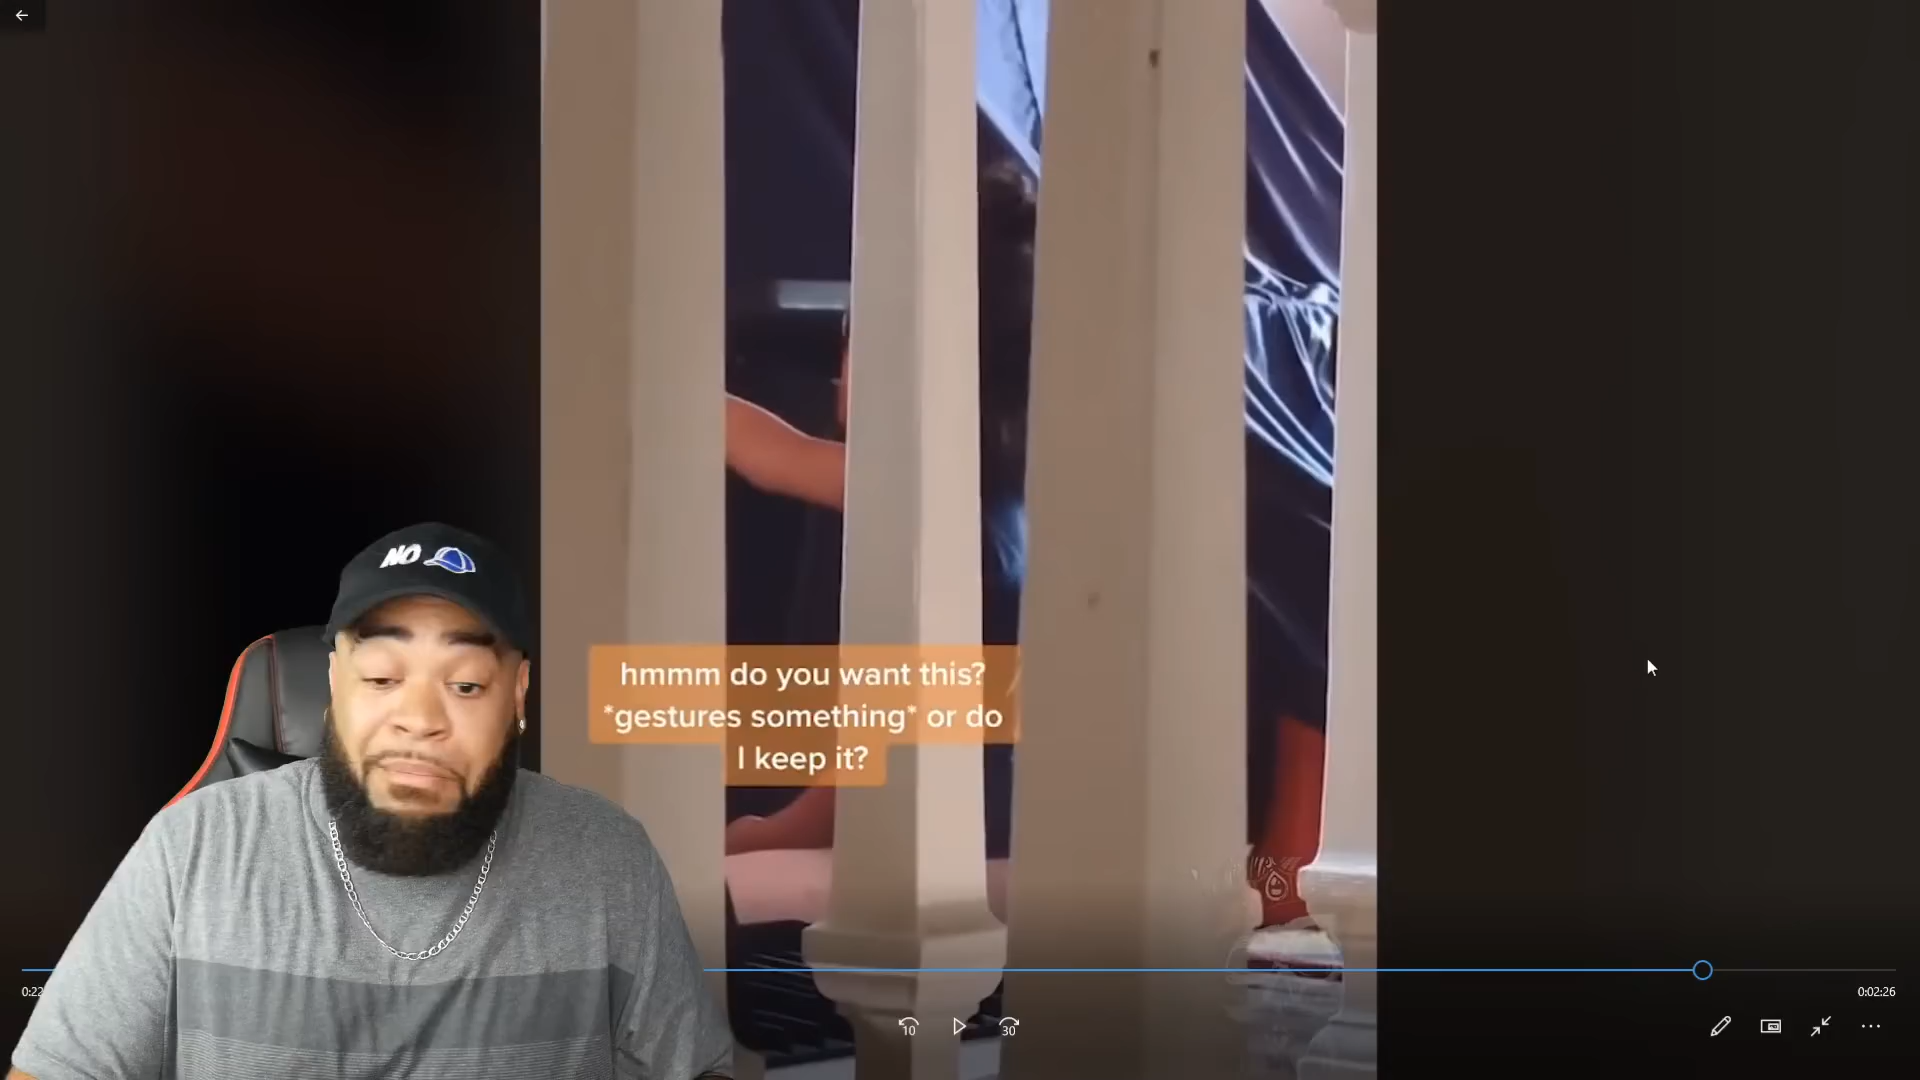 NO
hmmm do you want this?
*gestures something* or do
I keep it?
0:22
0:02:26
10
30